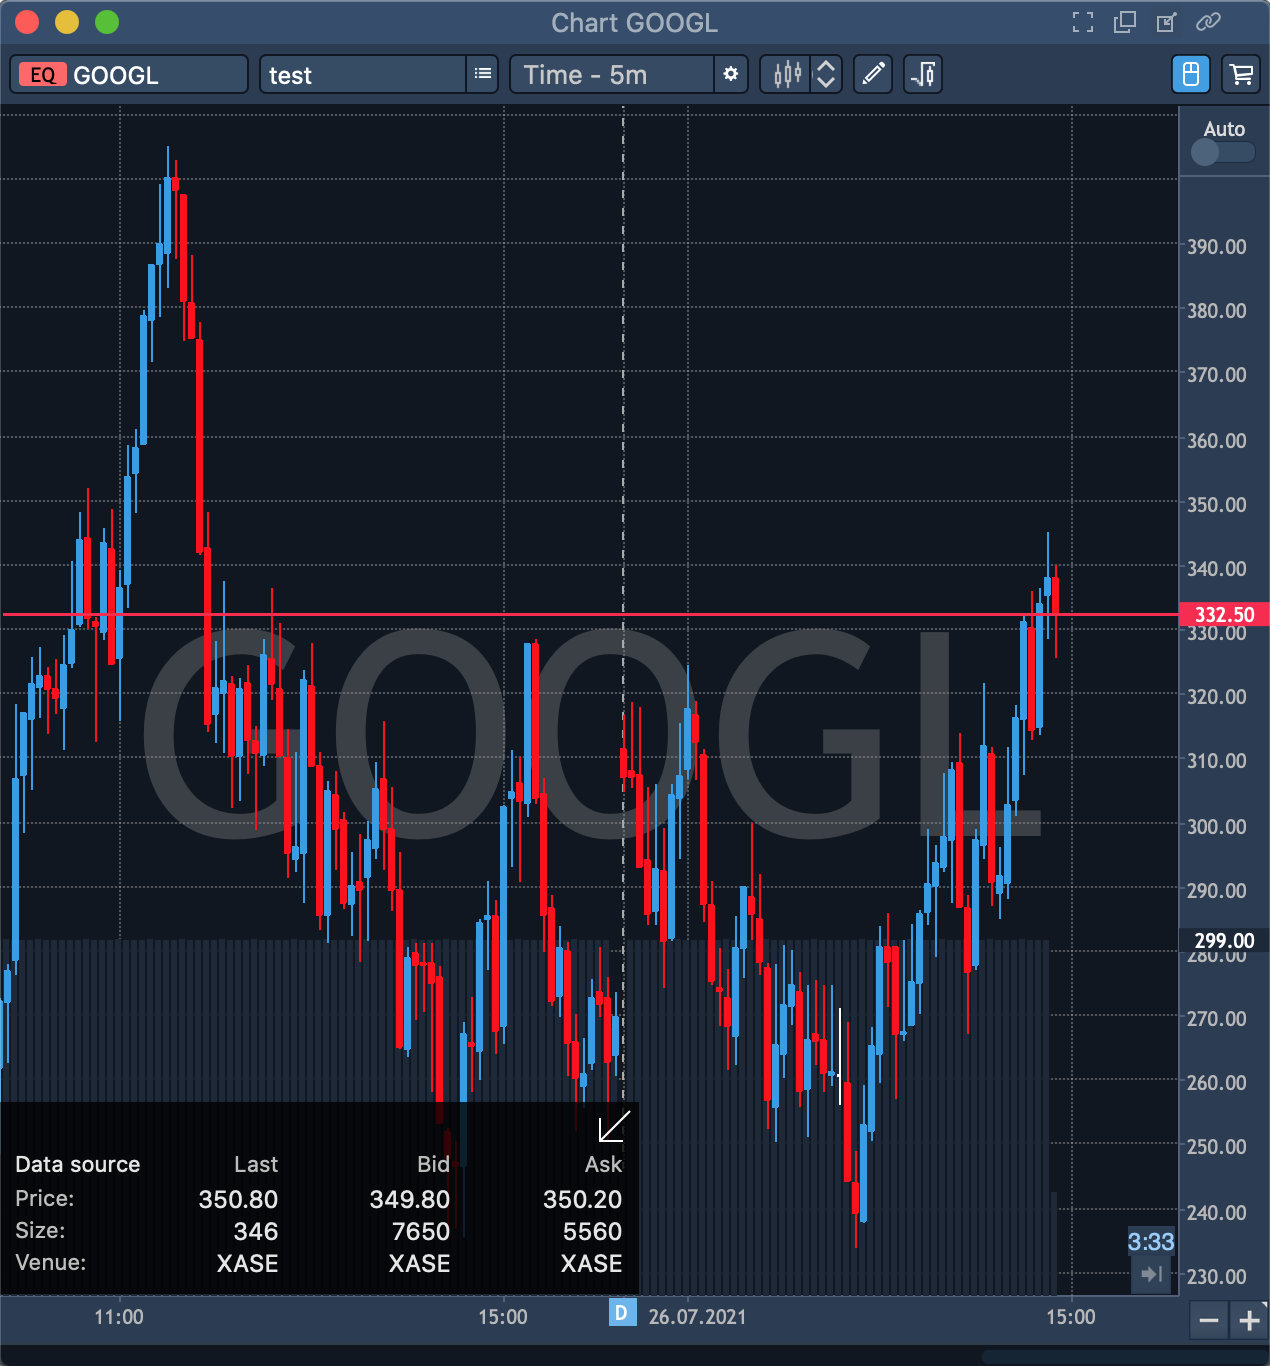 Chart GOOGL
EQ GOOGL test Time - 5m
Auto
390.00
380.00
370.00
360.00
350.00
340.00
332.50
330.00
GOOGL
320.00
310.00
300.00
290.00
299.00
280.00
270.00
260.00
250.00
240.00
230.00
3:33
Data source Last Bid Ask
Price: 350.80 349.80 350.20
Size: 346 7650 5560
Venue: XASE XASE XASE
11:00 15:00 D 26.07.2021 15:00